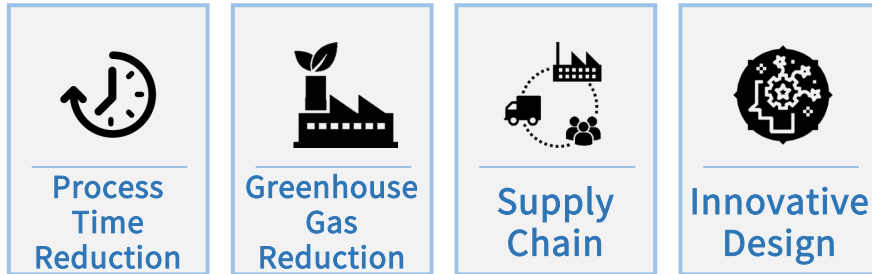 Process
Time
Reduction
Greenhouse
Gas
Reduction
Supply
Chain
Innovative
Design